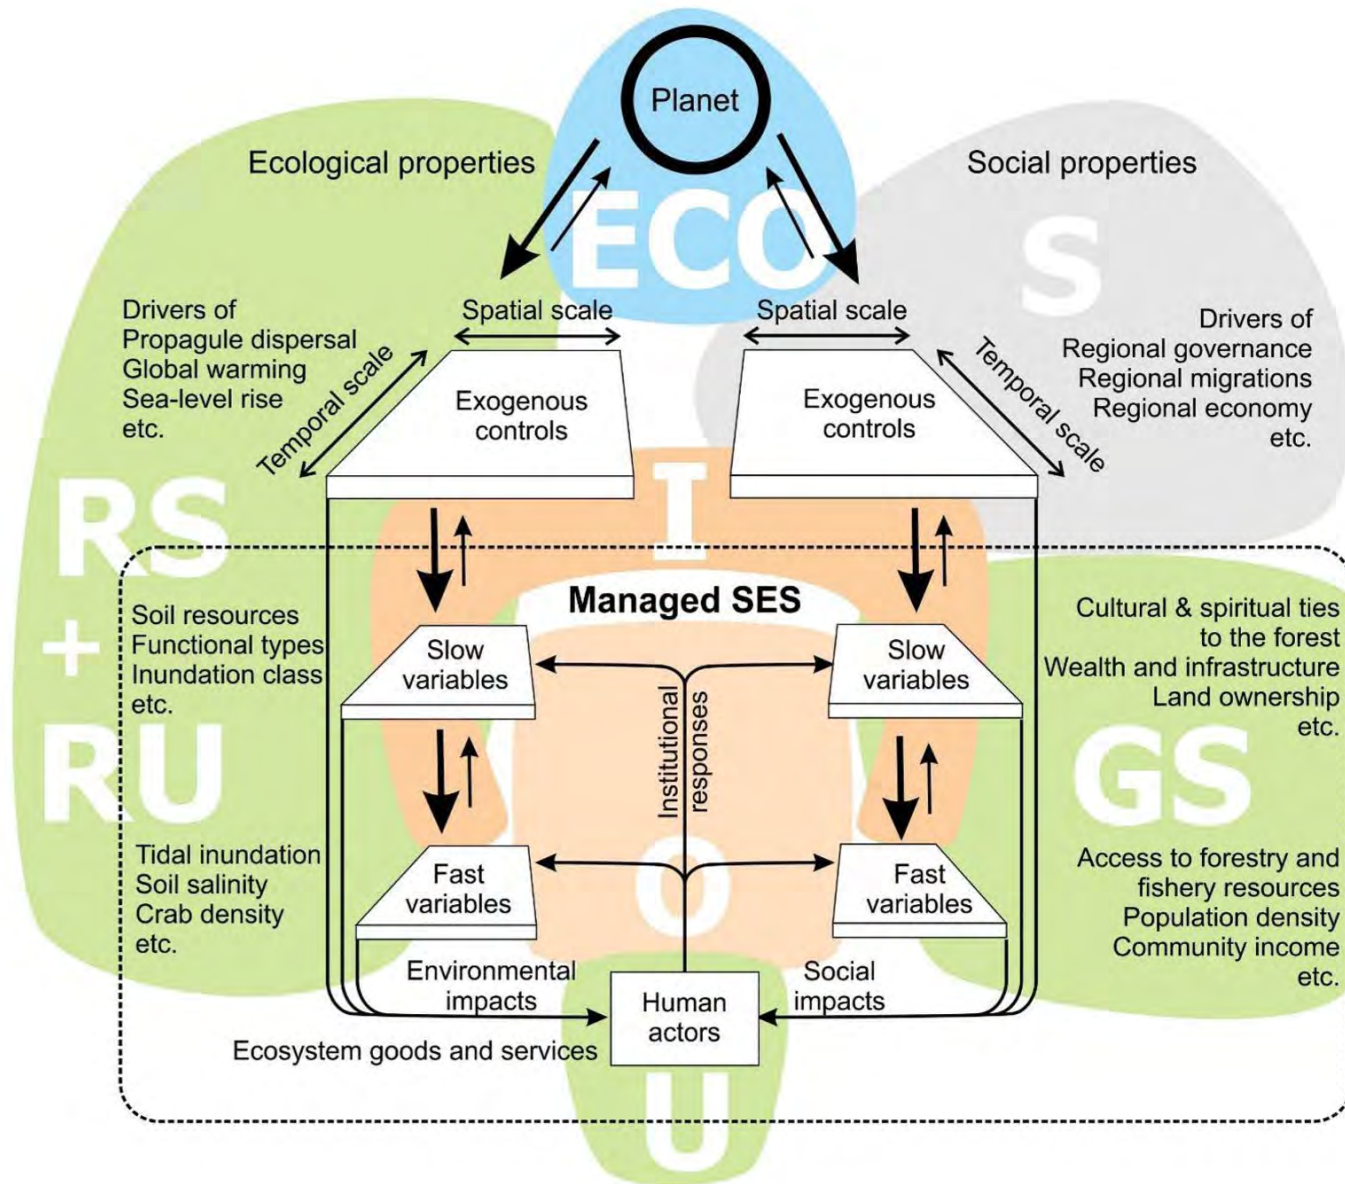 Planet
Ecological properties
Social properties
ECO
S
Spatial scale
Spatial scale
Drivers of
Propagule dispersal
Global warming
Sea-level rise
etc.
Temporal scale
Exogenous
controls
Exogenous
controls
Temporal scale
Drivers of
Regional governance
Regional migrations
Regional economy
etc.
RS
+
RU
I
Managed SES
Soil resources
Functional types
Inundation class
etc.
Slow
variables
Slow
variables
Cultural & spiritual ties
to the forest
Wealth and infrastructure
Land ownership
etc.
GS
Institutional
responses
O
Tidal inundation
Soil salinity
Crab density
etc.
Fast
variables
Fast
variables
Access to forestry and
fishery resources
Population density
Community income
etc.
Environmental
impacts
Social
impacts
Human
actors
Ecosystem goods and services
U